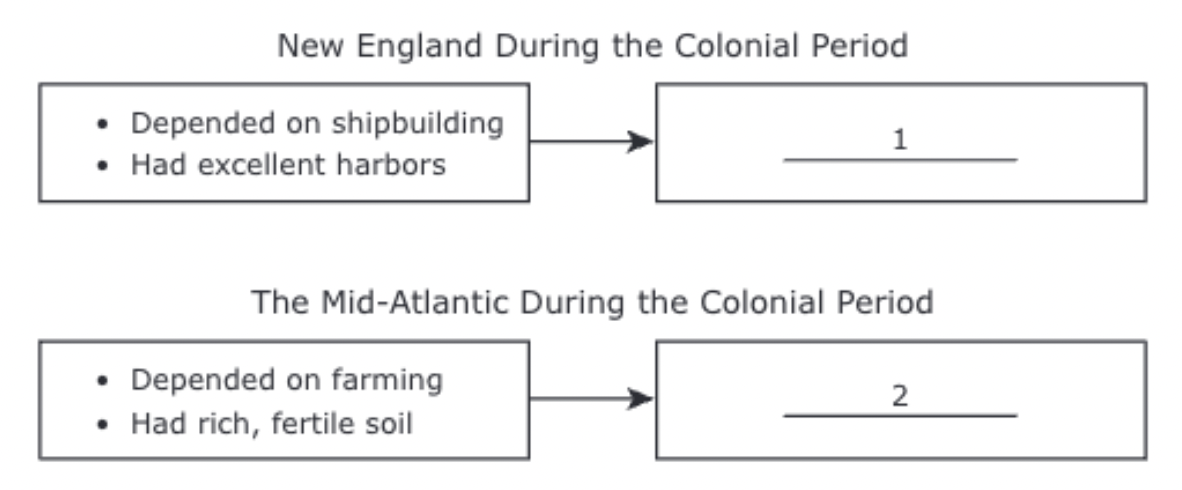 New England During the Colonial Period
• Depended on shipbuilding
• Had excellent harbors
1
The Mid-Atlantic During the Colonial Period
• Depended on farming
• Had rich, fertile soil
2